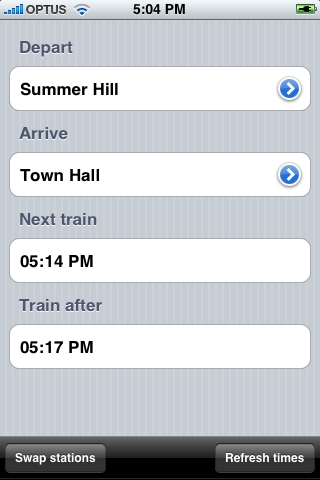 OPTUS 5:04 PM
Depart
Summer Hill
Arrive
Town Hall
Next train
05:14 PM
Train after
05:17 PM
Swap stations Refresh times